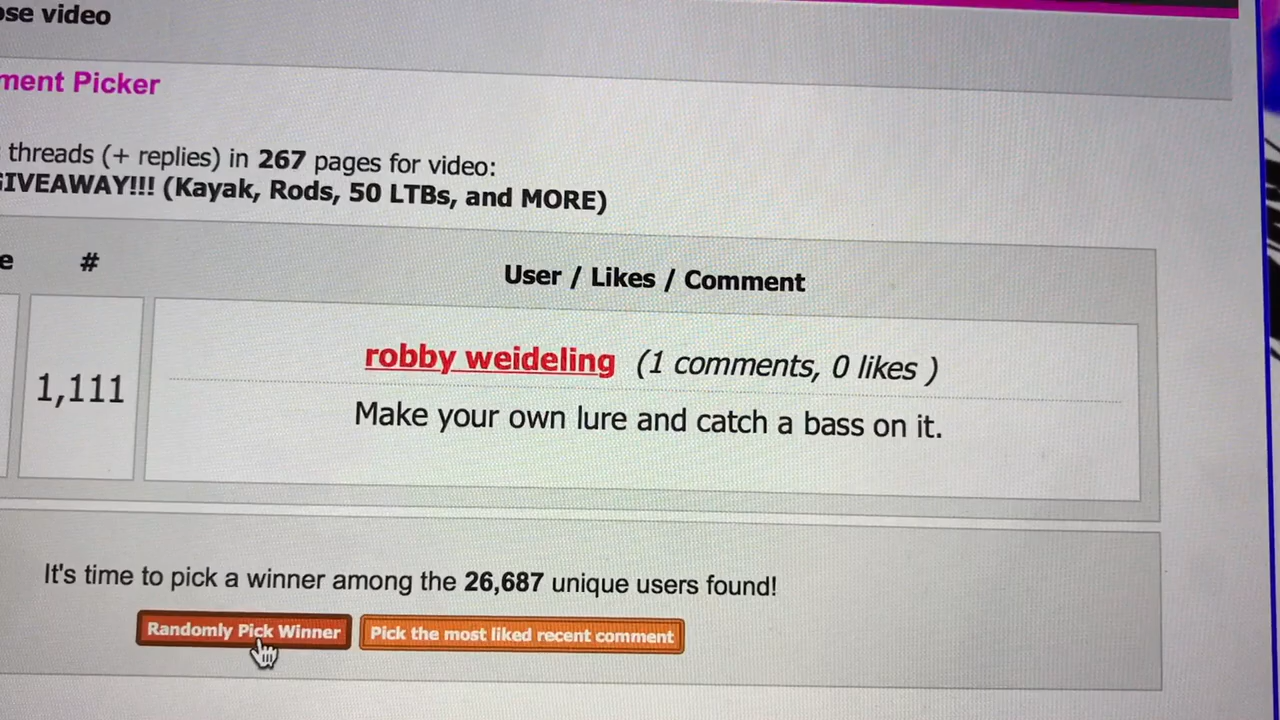 ose video
ment Picker
threads (+ replies) in 267 pages for video:
GIVEAWAY!!! (Kayak, Rods, 50 LTBs, and MORE)
e # User / Likes / Comment
robby weideling (1 comments, 0 likes )
1,111
Make your own lure and catch a bass on it.
It's time to pick a winner among the 26,687 unique users found!
Randomly Pick Winner Pick the most liked recent comment